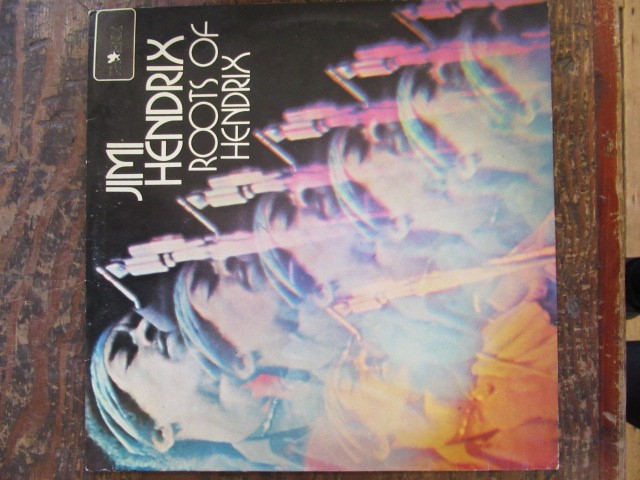 JIMI
HENDRIX
ROOTS OF
HENDRIX